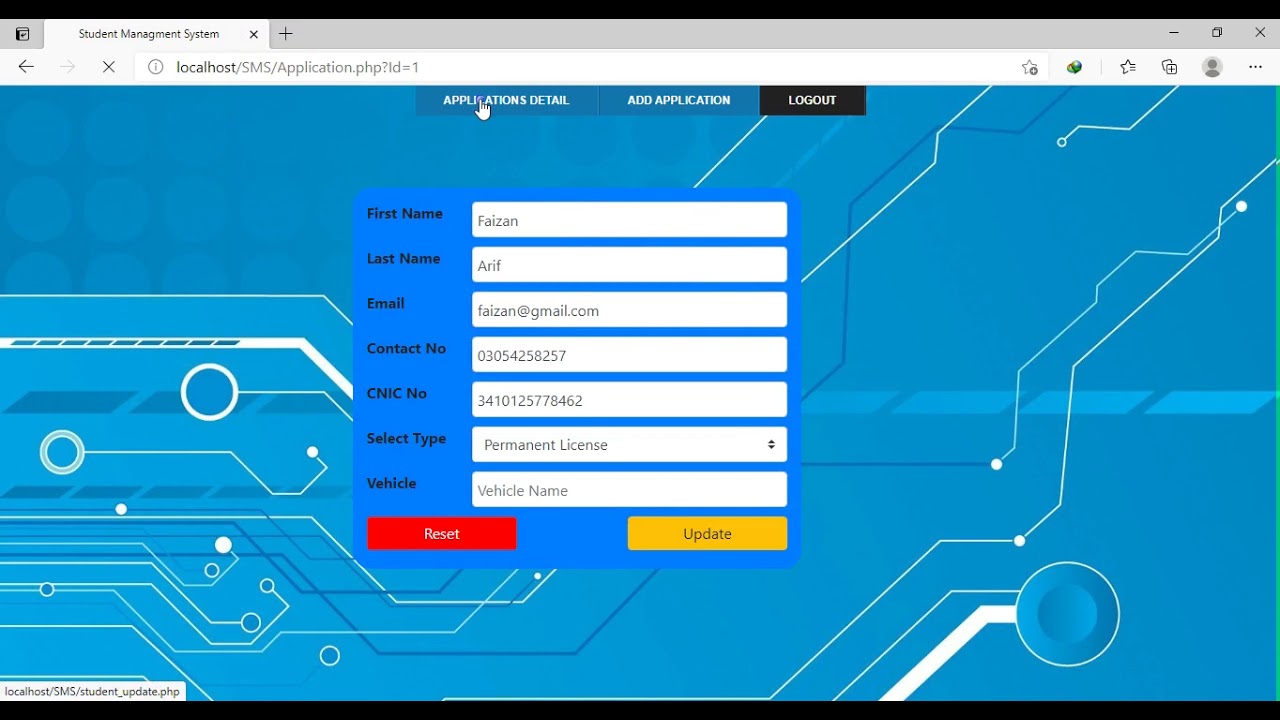 Student Managment System
localhost/SMS/Application.php?Id=1
APPLICATIONS DETAIL ADD APPLICATION LOGOUT
First Name Faizan
Last Name Arif
Email faizan@gmail.com
Contact No 03054258257
CNIC No 3410125778462
Select Type Permanent License
Vehicle Vehicle Name
Reset Update
localhost/SMS/student_update.php